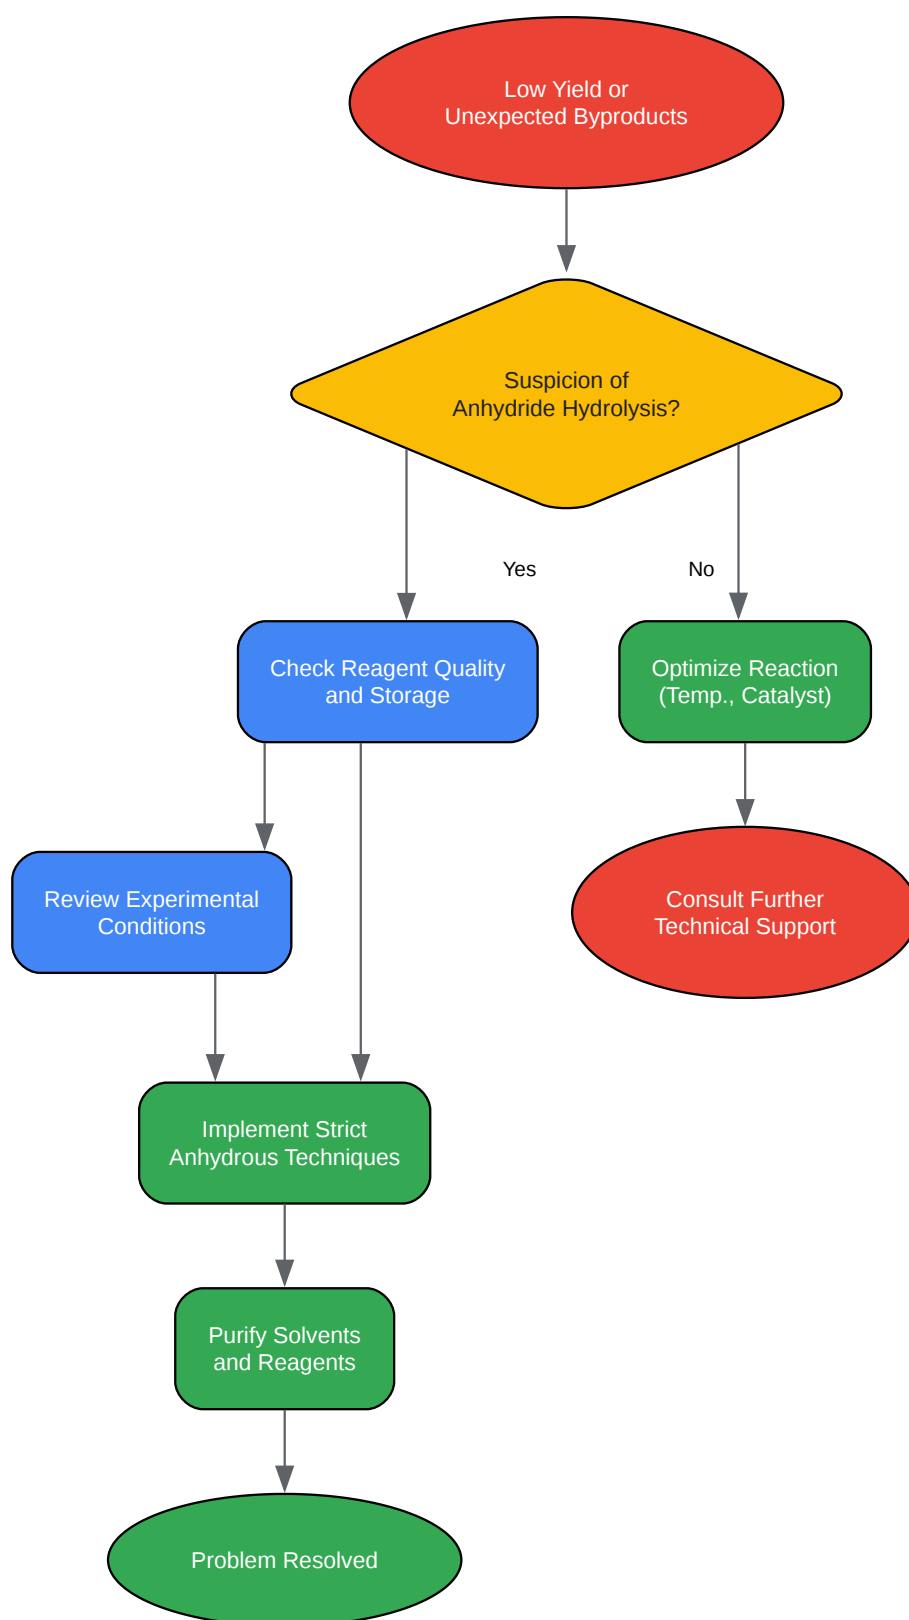 Low Yield or
Unexpected Byproducts
Suspicion of
Anhydride Hydrolysis?
Yes
No
Check Reagent Quality
and Storage
Optimize Reaction
(Temp., Catalyst)
Review Experimental
Conditions
Consult Further
Technical Support
Implement Strict
Anhydrous Techniques
Purify Solvents
and Reagents
Problem Resolved